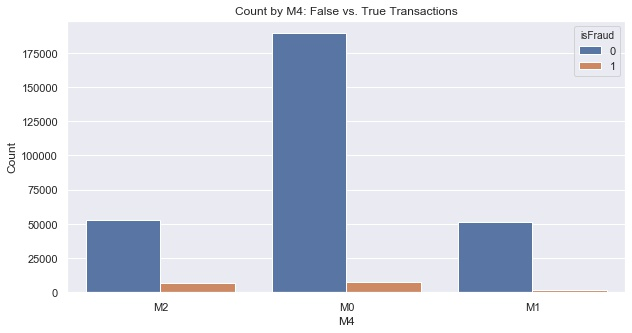 Count by M4: False vs. True Transactions
isFraud
0
1
175000
150000
125000
100000
75000
50000
25000
0
Count
M2 M0 M1
M4